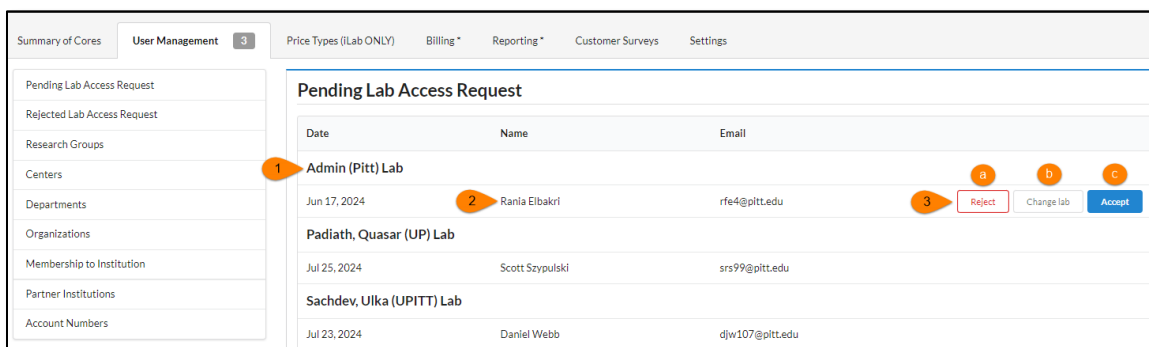 Summary of Cores User Management 3 Price Types (iLab ONLY) Billing* Reporting* Customer Surveys Settings
Pending Lab Access Request
Rejected Lab Access Request
Research Groups
Centers
Departments
Organizations
Membership to Institution
Partner Institutions
Account Numbers
Pending Lab Access Request
Date Name Email
1 Admin (Pitt) Lab
a b c
Jun 17, 2024 2 Rania Elbakri rfe4@pitt.edu 3 Reject Change lab Accept
Padiath, Quasar (UP) Lab
Jul 25, 2024 Scott Szypulski srs99@pitt.edu
Sachdev, Ulka (UPITT) Lab
Jul 23, 2024 Daniel Webb djw107@pitt.edu